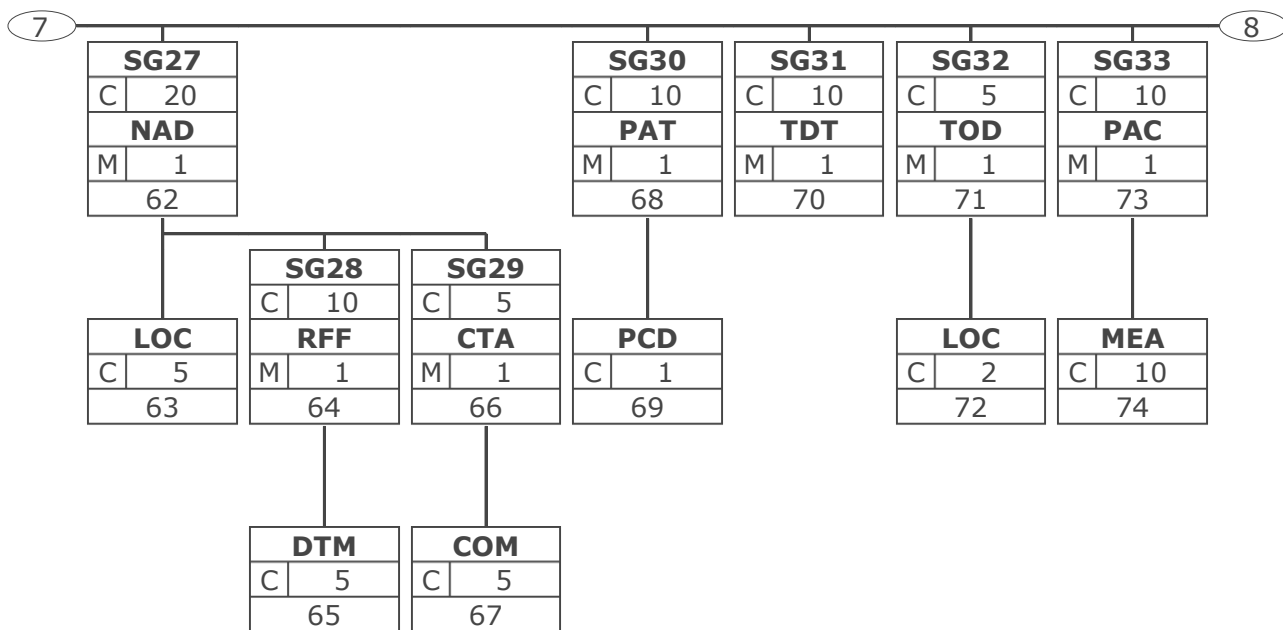 7
8
SG27
C 20
NAD
M 1
62
SG30
C 10
PAT
M 1
68
SG31
C 10
TDT
M 1
70
SG32
C 5
TOD
M 1
71
SG33
C 10
PAC
M 1
73
LOC
C 5
63
SG28
C 10
RFF
M 1
64
SG29
C 5
CTA
M 1
66
PCD
C 1
69
LOC
C 2
72
MEA
C 10
74
DTM
C 5
65
COM
C 5
67